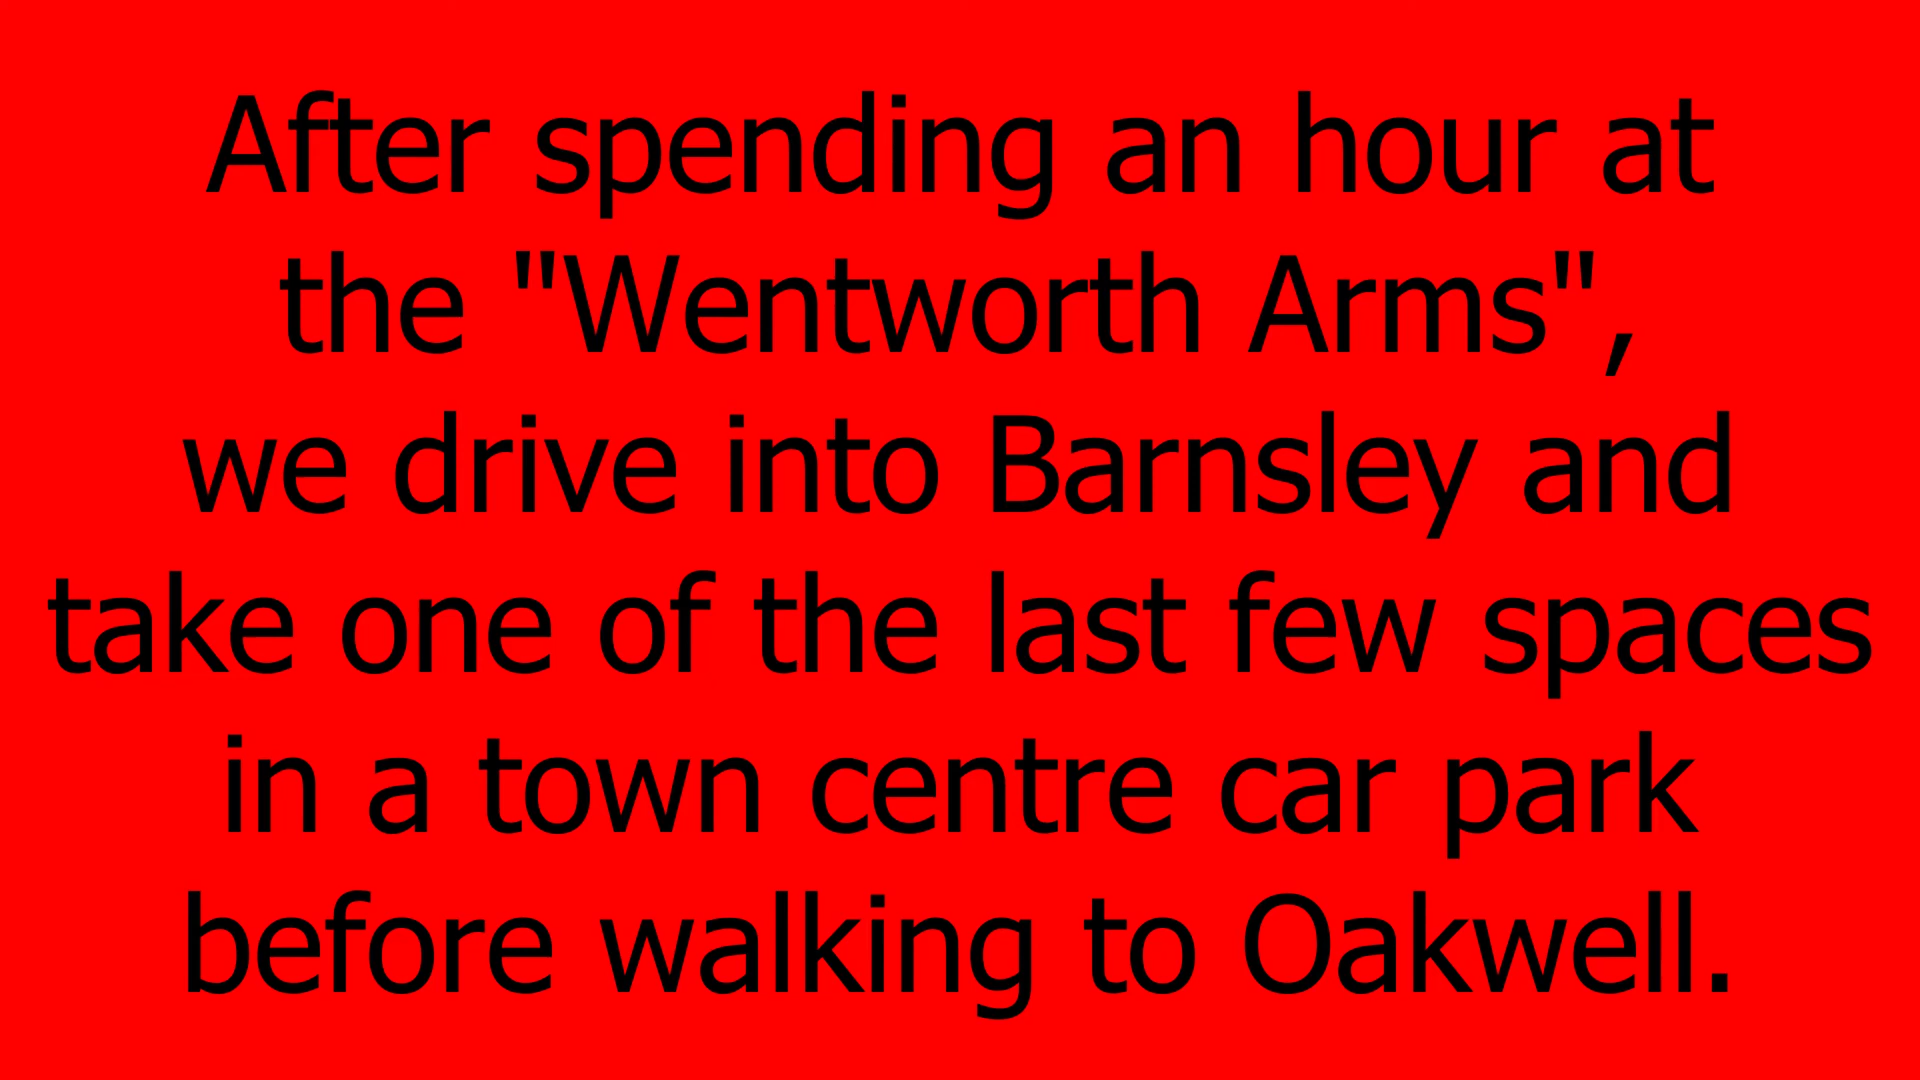 After spending an hour at
the "Wentworth Arms",
we drive into Barnsley and
take one of the last few spaces
in a town centre car park
before walking to Oakwell.